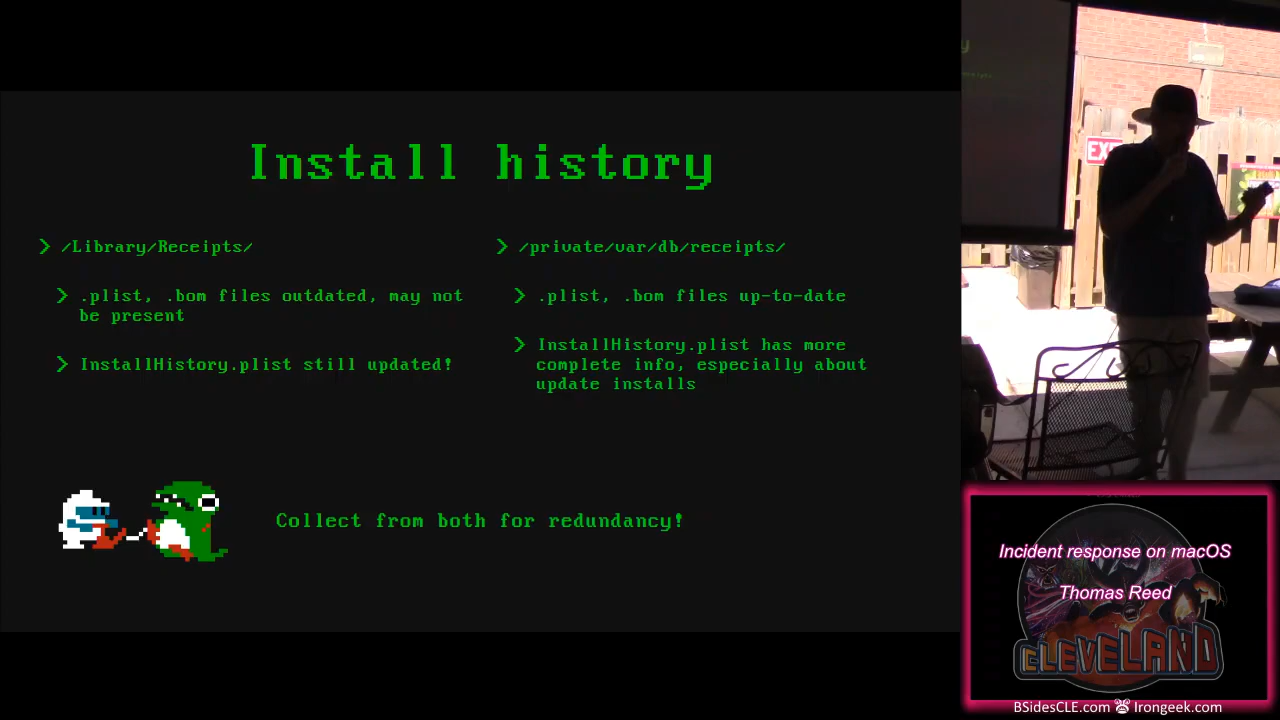 Install history
> /Library/Receipts/
> .plist, .bom files outdated, may not
be present
> InstallHistory.plist still updated!
> /private/var/db/receipts/
> .plist, .bom files up-to-date
> InstallHistory.plist has more
complete info, especially about
update installs
Collect from both for redundancy!
Incident response on macOS
Thomas Reed
CLEVELAND
BSidesCLE.com Irongeek.com